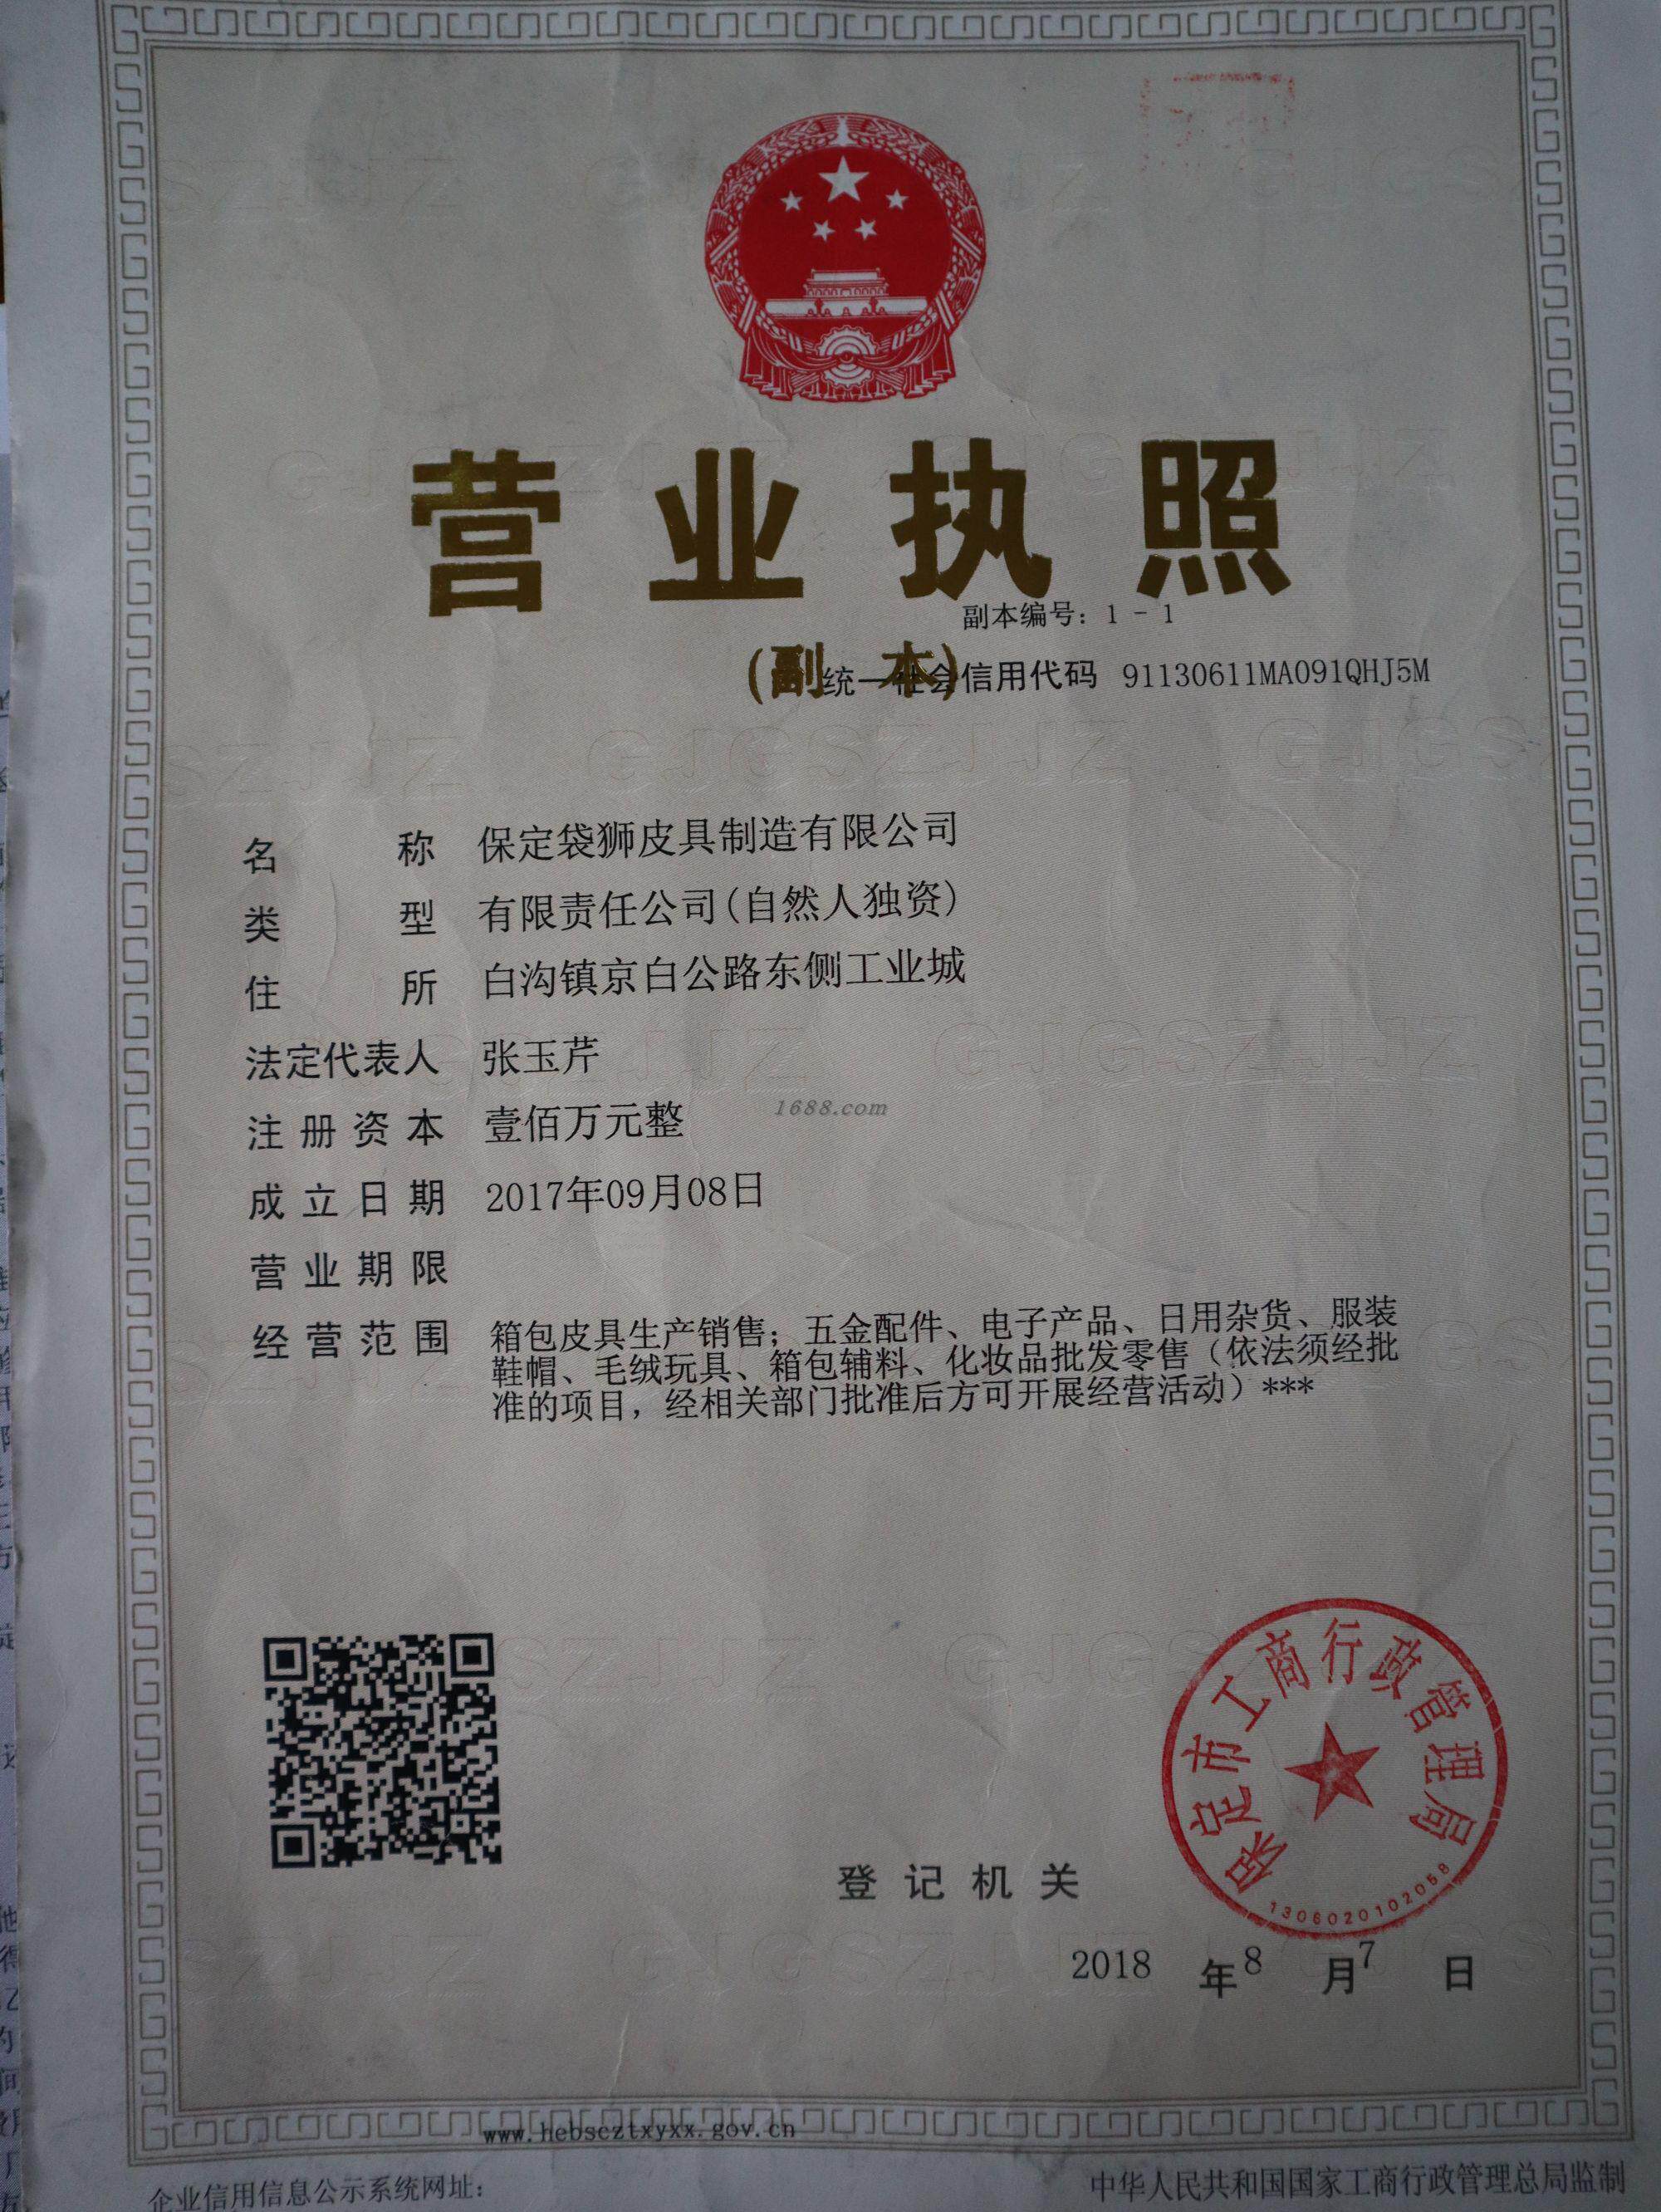 营业执照
副本编号：1－1
(副 本)
统一社会信用代码 91130611MA091QHJ5M
名称 保定袋狮皮具制造有限公司
类型 有限责任公司(自然人独资)
住所 白沟镇京白公路东侧工业城
法定代表人 张玉芹
1688.com
注册资本 壹佰万元整
成立日期 2017年09月08日
营业期限
经营范围 箱包皮具生产销售；五金配件、电子产品、日用杂货、服装
鞋帽、毛绒玩具、箱包辅料、化妆品批发零售（依法须经批
准的项目，经相关部门批准后方可开展经营活动）***
保定市工商行政管理局
1306020102058
登记机关
2018 年 8 月 7 日
www.hebscztxyxx.gov.cn
企业信用信息公示系统网址：
中华人民共和国国家工商行政管理总局监制